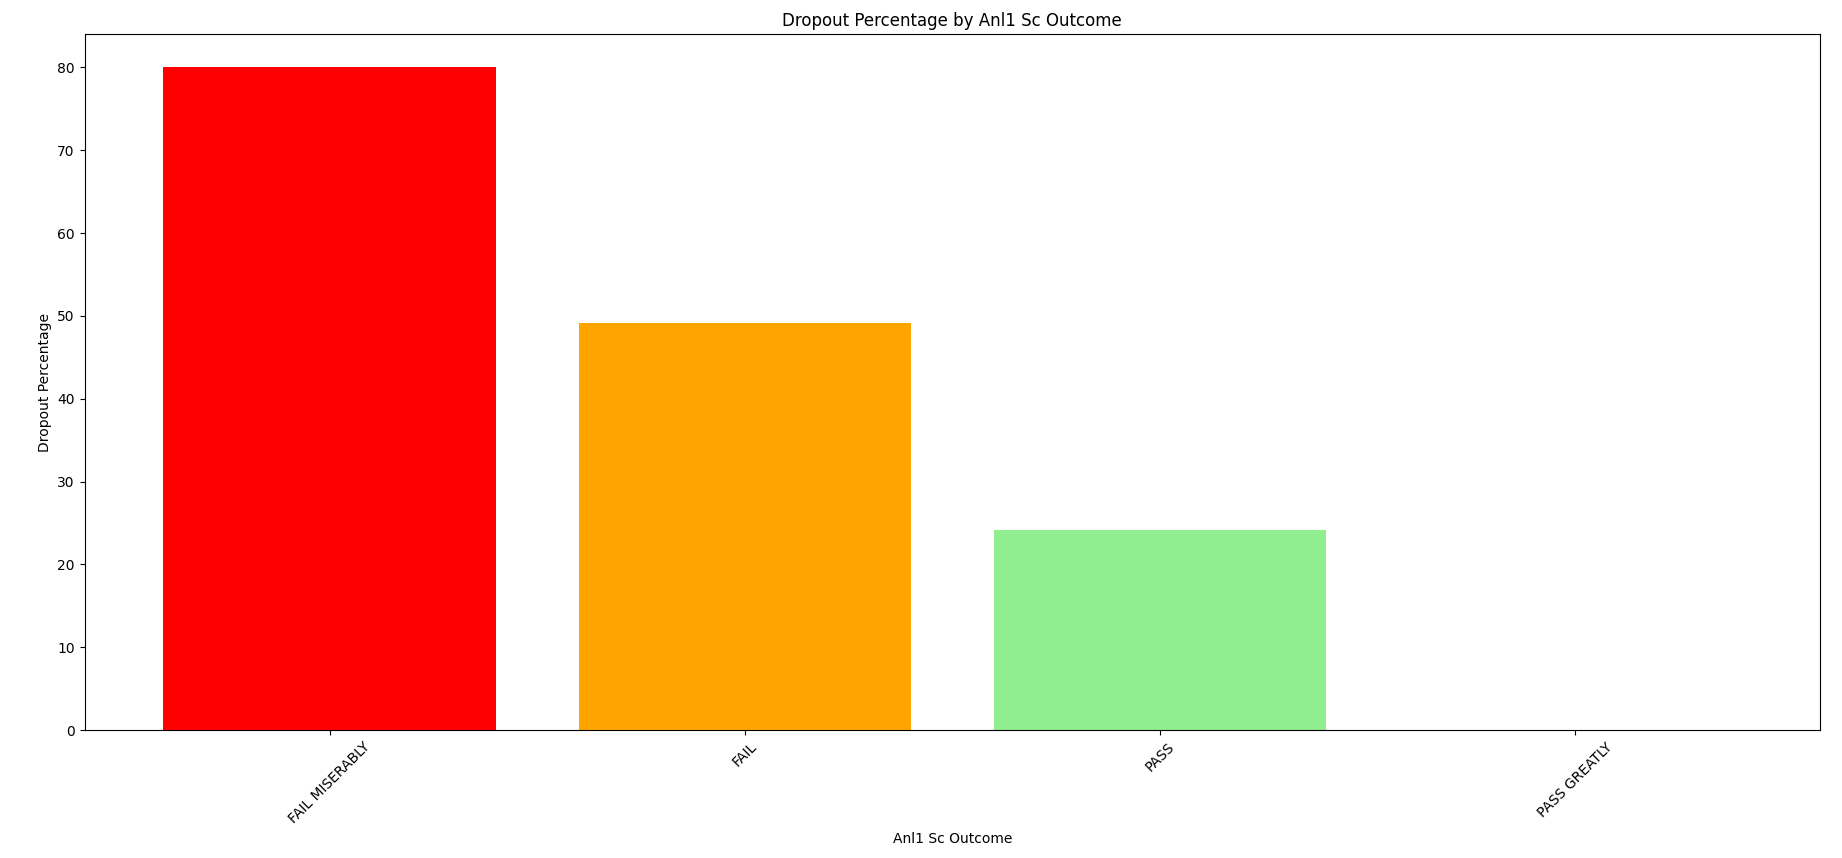 Dropout Percentage by Anl1 Sc Outcome
Dropout Percentage
80
70
60
50
40
30
20
10
0
FAIL MISERABLY
FAIL
PASS
PASS GREATLY
Anl1 Sc Outcome